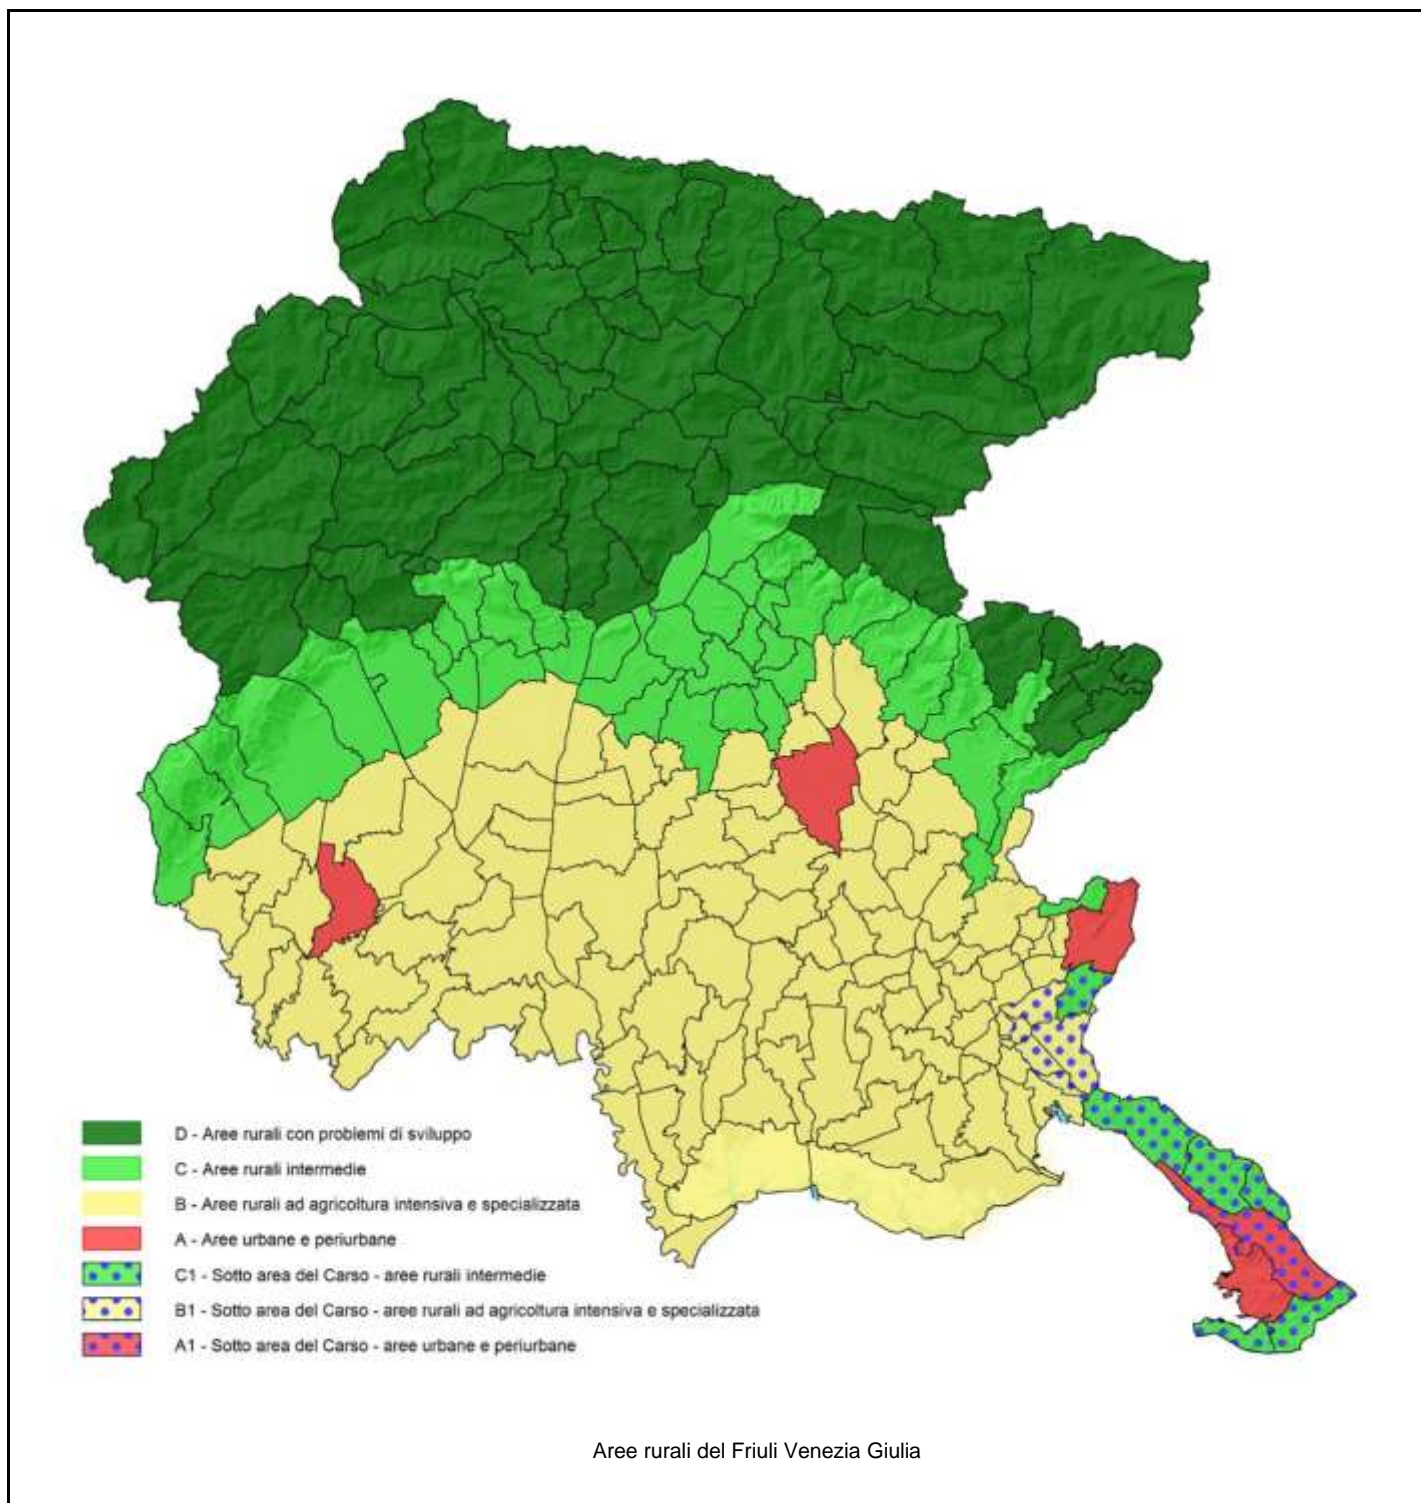 D - Aree rurali con problemi di sviluppo
C - Aree rurali intermedie
B - Aree rurali ad agricoltura intensiva e specializzata
A - Aree urbane e periurbane
C1 - Sotto area del Carso - aree rurali intermedie
B1 - Sotto area del Carso - aree rurali ad agricoltura intensiva e specializzata
A1 - Sotto area del Carso - aree urbane e periurbane
Aree rurali del Friuli Venezia Giulia